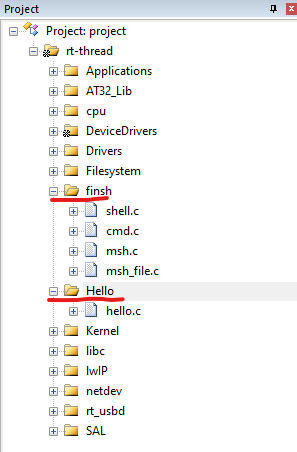 Project
Project: project
rt-thread
Applications
AT32_Lib
cpu
DeviceDrivers
Drivers
Filesystem
finsh
shell.c
cmd.c
msh.c
msh_file.c
Hello
hello.c
Kernel
libc
lwIP
netdev
rt_usbd
SAL